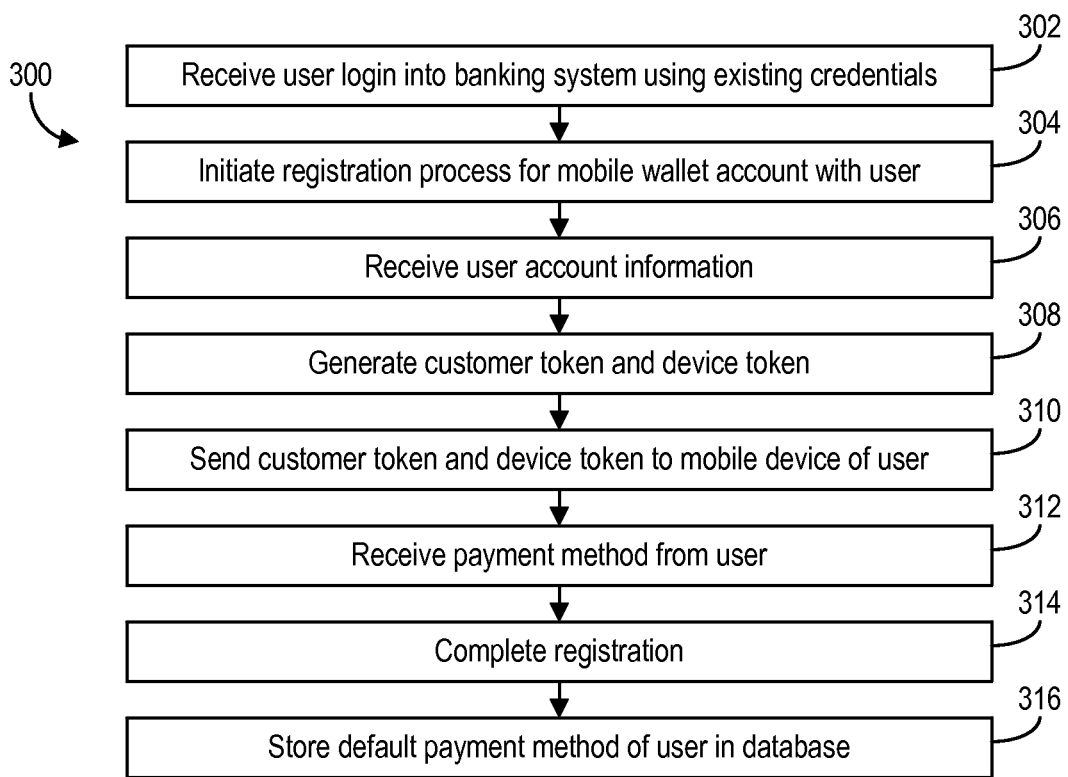 302
300
Receive user login into banking system using existing credentials
304
Initiate registration process for mobile wallet account with user
306
Receive user account information
308
Generate customer token and device token
310
Send customer token and device token to mobile device of user
312
Receive payment method from user
314
Complete registration
316
Store default payment method of user in database